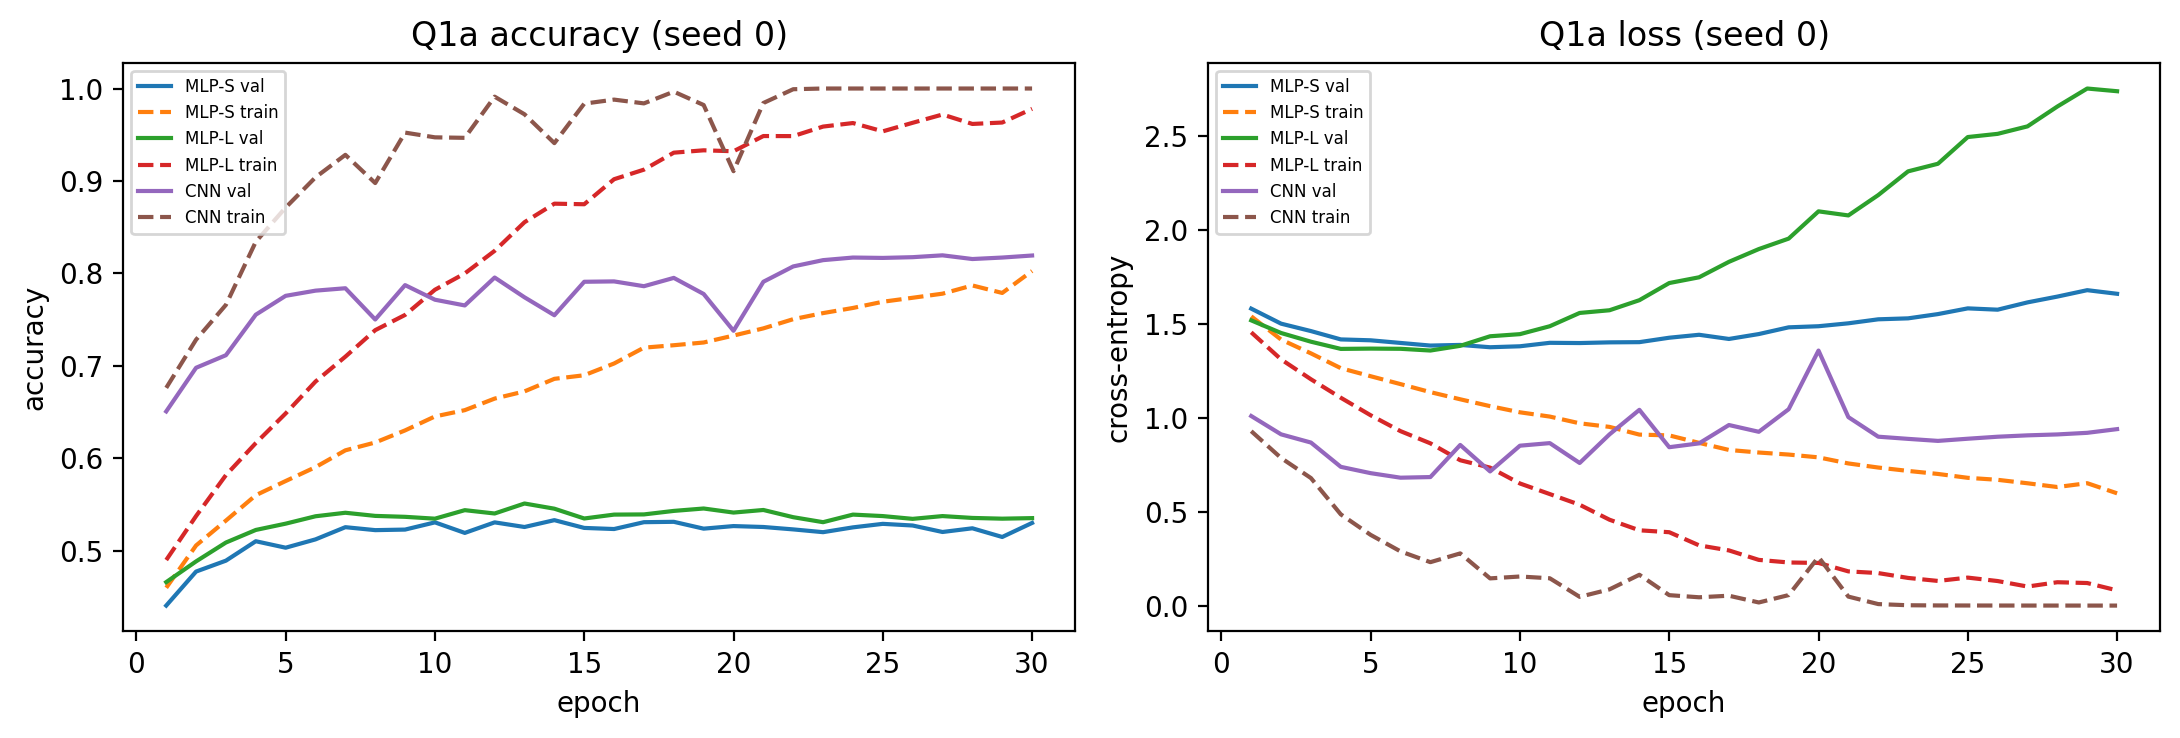 Q1a accuracy (seed 0)
MLP-S val
MLP-S train
MLP-L val
MLP-L train
CNN val
CNN train
1.0
0.9
0.8
0.7
0.6
0.5
accuracy
0
5
10
15
20
25
30
epoch
Q1a loss (seed 0)
MLP-S val
MLP-S train
MLP-L val
MLP-L train
CNN val
CNN train
2.5
2.0
1.5
1.0
0.5
0.0
cross-entropy
0
5
10
15
20
25
30
epoch